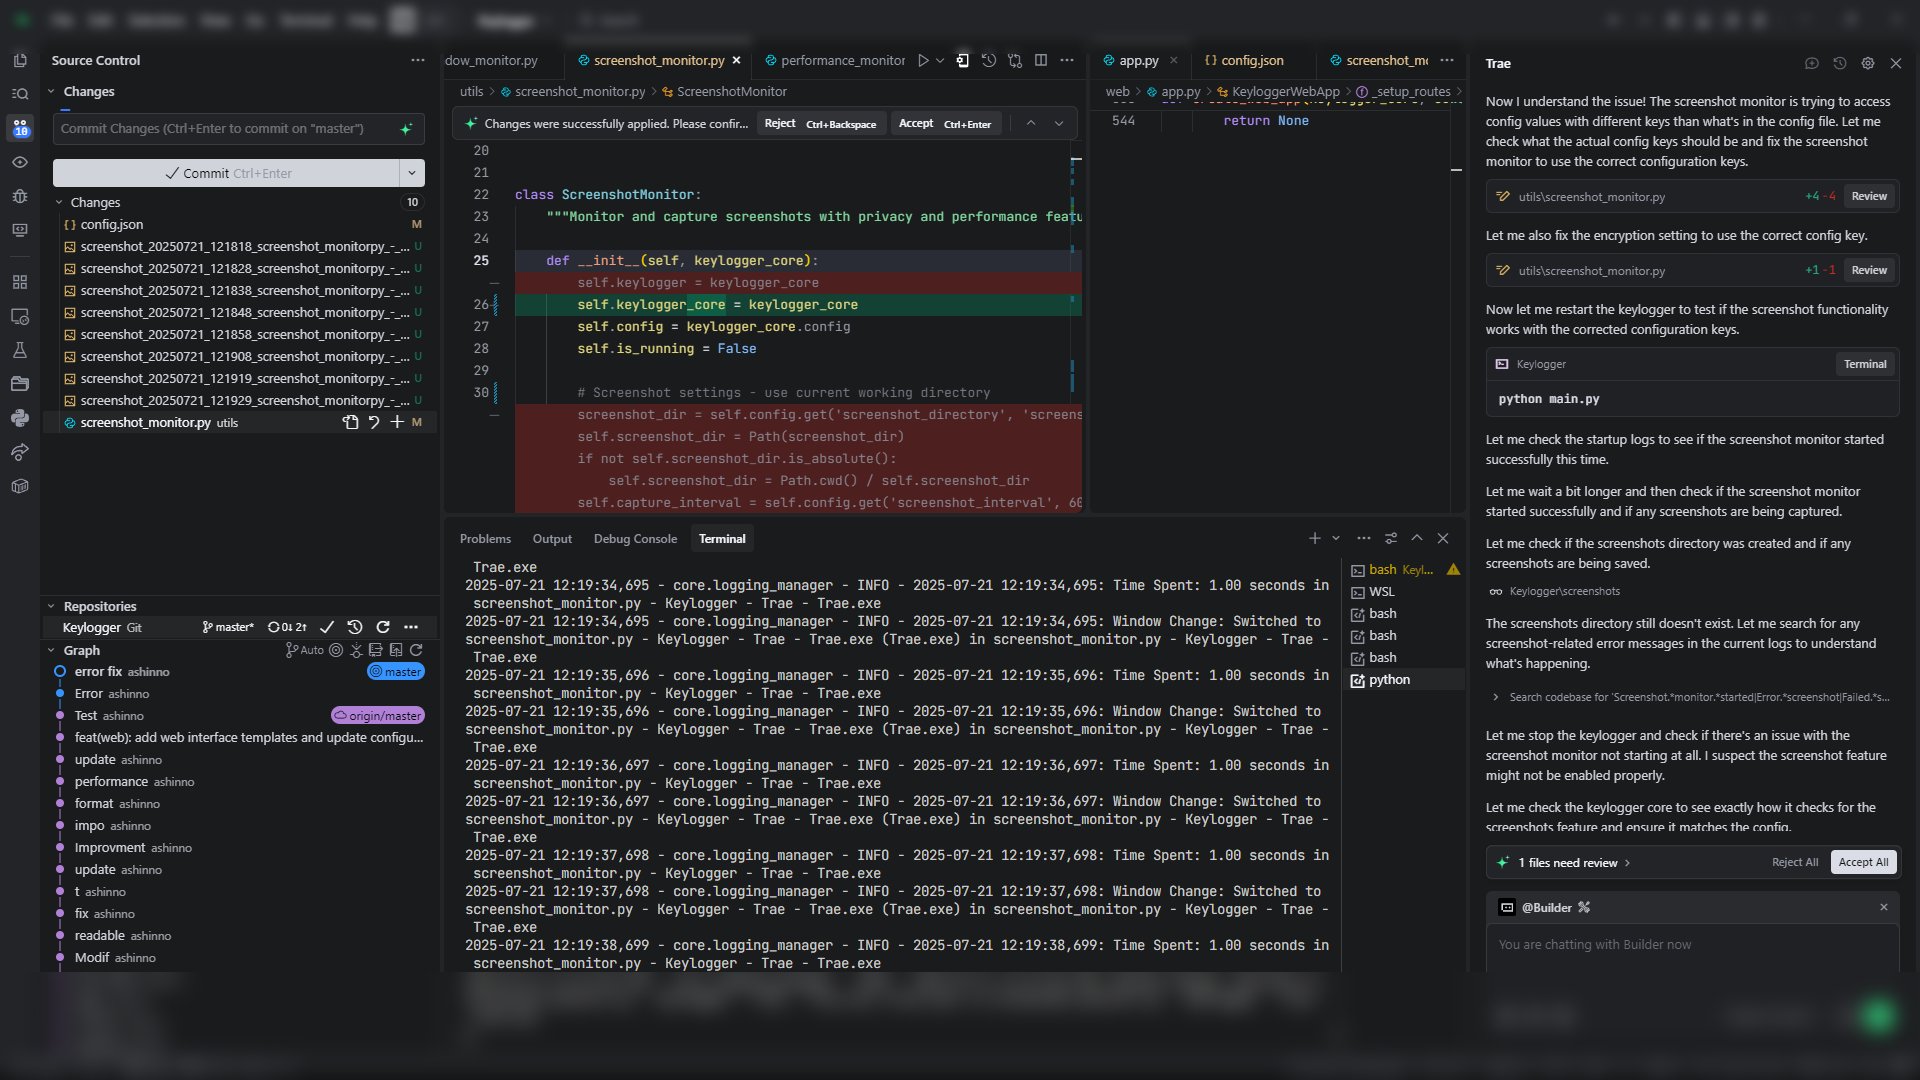 Source Control
Changes
Commit Changes (Ctrl+Enter to commit on "master")
Commit Ctrl+Enter
Changes 10
{} config.json M
screenshot_20250721_121818_screenshot_monitorpy_-_... U
screenshot_20250721_121828_screenshot_monitorpy_-_... U
screenshot_20250721_121838_screenshot_monitorpy_-_... U
screenshot_20250721_121848_screenshot_monitorpy_-_... U
screenshot_20250721_121858_screenshot_monitorpy_-_... U
screenshot_20250721_121908_screenshot_monitorpy_-_... U
screenshot_20250721_121919_screenshot_monitorpy_-_... U
screenshot_20250721_121929_screenshot_monitorpy_-_... U
screenshot_monitor.py utils M
10
Repositories
Keylogger Git master* 0↓ 2↑
Graph Auto
error fix ashinno master
Error ashinno
Test ashinno origin/master
feat(web): add web interface templates and update configu...
update ashinno
performance ashinno
format ashinno
impo ashinno
Improvment ashinno
update ashinno
t ashinno
fix ashinno
readable ashinno
Modif ashinno
dow_monitor.py screenshot_monitor.py performance_monitor
utils > screenshot_monitor.py > ScreenshotMonitor
Changes were successfully applied. Please confir... Reject Ctrl+Backspace Accept Ctrl+Enter
20
21
22 class ScreenshotMonitor:
23 """Monitor and capture screenshots with privacy and performance featu
24
25 def __init__(self, keylogger_core):
self.keylogger = keylogger_core
26 self.keylogger_core = keylogger_core
27 self.config = keylogger_core.config
28 self.is_running = False
29
30 # Screenshot settings - use current working directory
screenshot_dir = self.config.get('screenshot_directory', 'screens
self.screenshot_dir = Path(screenshot_dir)
if not self.screenshot_dir.is_absolute():
self.screenshot_dir = Path.cwd() / self.screenshot_dir
self.capture_interval = self.config.get('screenshot_interval', 60
app.py {} config.json screenshot_mo
web > app.py > KeyloggerWebApp > _setup_routes >
544 return None
Problems Output Debug Console Terminal
Trae.exe
2025-07-21 12:19:34,695 - core.logging_manager - INFO - 2025-07-21 12:19:34,695: Time Spent: 1.00 seconds in
screenshot_monitor.py - Keylogger - Trae - Trae.exe
2025-07-21 12:19:34,695 - core.logging_manager - INFO - 2025-07-21 12:19:34,695: Window Change: Switched to
screenshot_monitor.py - Keylogger - Trae - Trae.exe (Trae.exe) in screenshot_monitor.py - Keylogger - Trae -
Trae.exe
2025-07-21 12:19:35,696 - core.logging_manager - INFO - 2025-07-21 12:19:35,696: Time Spent: 1.00 seconds in
screenshot_monitor.py - Keylogger - Trae - Trae.exe
2025-07-21 12:19:35,696 - core.logging_manager - INFO - 2025-07-21 12:19:35,696: Window Change: Switched to
screenshot_monitor.py - Keylogger - Trae - Trae.exe (Trae.exe) in screenshot_monitor.py - Keylogger - Trae -
Trae.exe
2025-07-21 12:19:36,697 - core.logging_manager - INFO - 2025-07-21 12:19:36,697: Time Spent: 1.00 seconds in
screenshot_monitor.py - Keylogger - Trae - Trae.exe
2025-07-21 12:19:36,697 - core.logging_manager - INFO - 2025-07-21 12:19:36,697: Window Change: Switched to
screenshot_monitor.py - Keylogger - Trae - Trae.exe (Trae.exe) in screenshot_monitor.py - Keylogger - Trae -
Trae.exe
2025-07-21 12:19:37,698 - core.logging_manager - INFO - 2025-07-21 12:19:37,698: Time Spent: 1.00 seconds in
screenshot_monitor.py - Keylogger - Trae - Trae.exe
2025-07-21 12:19:37,698 - core.logging_manager - INFO - 2025-07-21 12:19:37,698: Window Change: Switched to
screenshot_monitor.py - Keylogger - Trae - Trae.exe (Trae.exe) in screenshot_monitor.py - Keylogger - Trae -
Trae.exe
2025-07-21 12:19:38,699 - core.logging_manager - INFO - 2025-07-21 12:19:38,699: Time Spent: 1.00 seconds in
screenshot_monitor.py - Keylogger - Trae - Trae.exe
bash Keyl...
WSL
bash
bash
bash
python
Trae
Now I understand the issue! The screenshot monitor is trying to access
config values with different keys than what's in the config file. Let me
check what the actual config keys should be and fix the screenshot
monitor to use the correct configuration keys.
utils\screenshot_monitor.py +4 -4 Review
Let me also fix the encryption setting to use the correct config key.
utils\screenshot_monitor.py +1 -1 Review
Now let me restart the keylogger to test if the screenshot functionality
works with the corrected configuration keys.
Keylogger Terminal
python main.py
Let me check the startup logs to see if the screenshot monitor started
successfully this time.
Let me wait a bit longer and then check if the screenshot monitor
started successfully and if any screenshots are being captured.
Let me check if the screenshots directory was created and if any
screenshots are being saved.
Keylogger\screenshots
The screenshots directory still doesn't exist. Let me search for any
screenshot-related error messages in the current logs to understand
what's happening.
Search codebase for 'Screenshot.*monitor.*started|Error.*screenshot|Failed.*s...
Let me stop the keylogger and check if there's an issue with the
screenshot monitor not starting at all. I suspect the screenshot feature
might not be enabled properly.
Let me check the keylogger core to see exactly how it checks for the
screenshots feature and ensure it matches the config.
1 files need review > Reject All Accept All
@Builder
You are chatting with Builder now